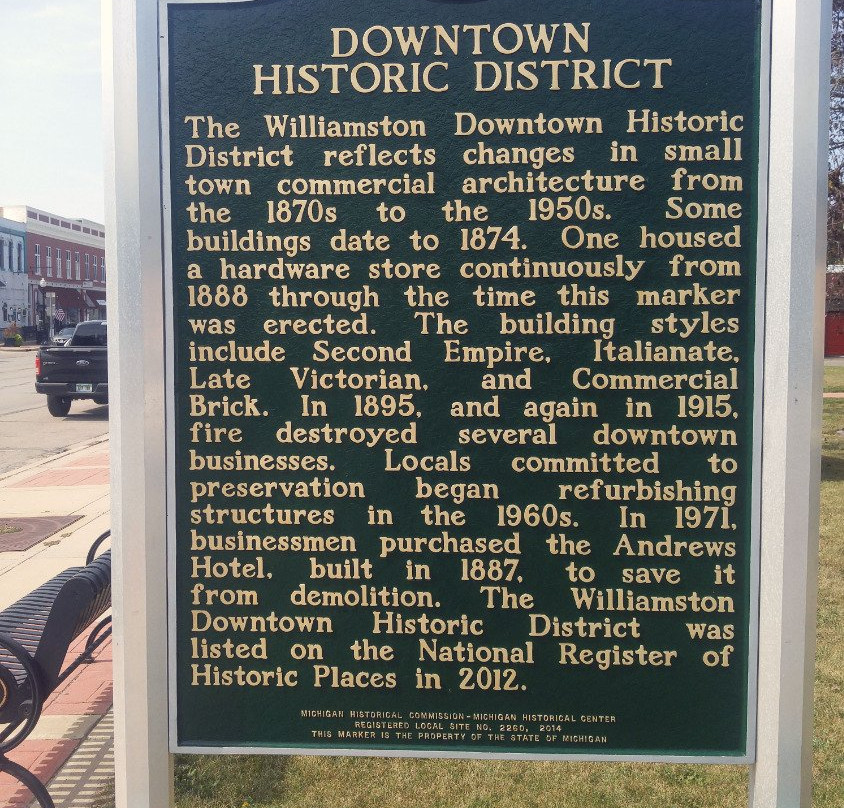 DOWNTOWN
HISTORIC DISTRICT
The Williamston Downtown Historic
District reflects changes in small
town commercial architecture from
the 1870s to the 1950s. Some
buildings date to 1874. One housed
a hardware store continuously from
1888 through the time this marker
was erected. The building styles
include Second Empire, Italianate,
Late Victorian, and Commercial
Brick. In 1895, and again in 1915,
fire destroyed several downtown
businesses. Locals committed to
preservation began refurbishing
structures in the 1960s. In 1971,
businessmen purchased the Andrews
Hotel, built in 1887, to save it
from demolition. The Williamston
Downtown Historic District was
listed on the National Register of
Historic Places in 2012.
MICHIGAN HISTORICAL COMMISSION-MICHIGAN HISTORICAL CENTER
REGISTERED LOCAL SITE NO. 2260, 2014
THIS MARKER IS THE PROPERTY OF THE STATE OF MICHIGAN